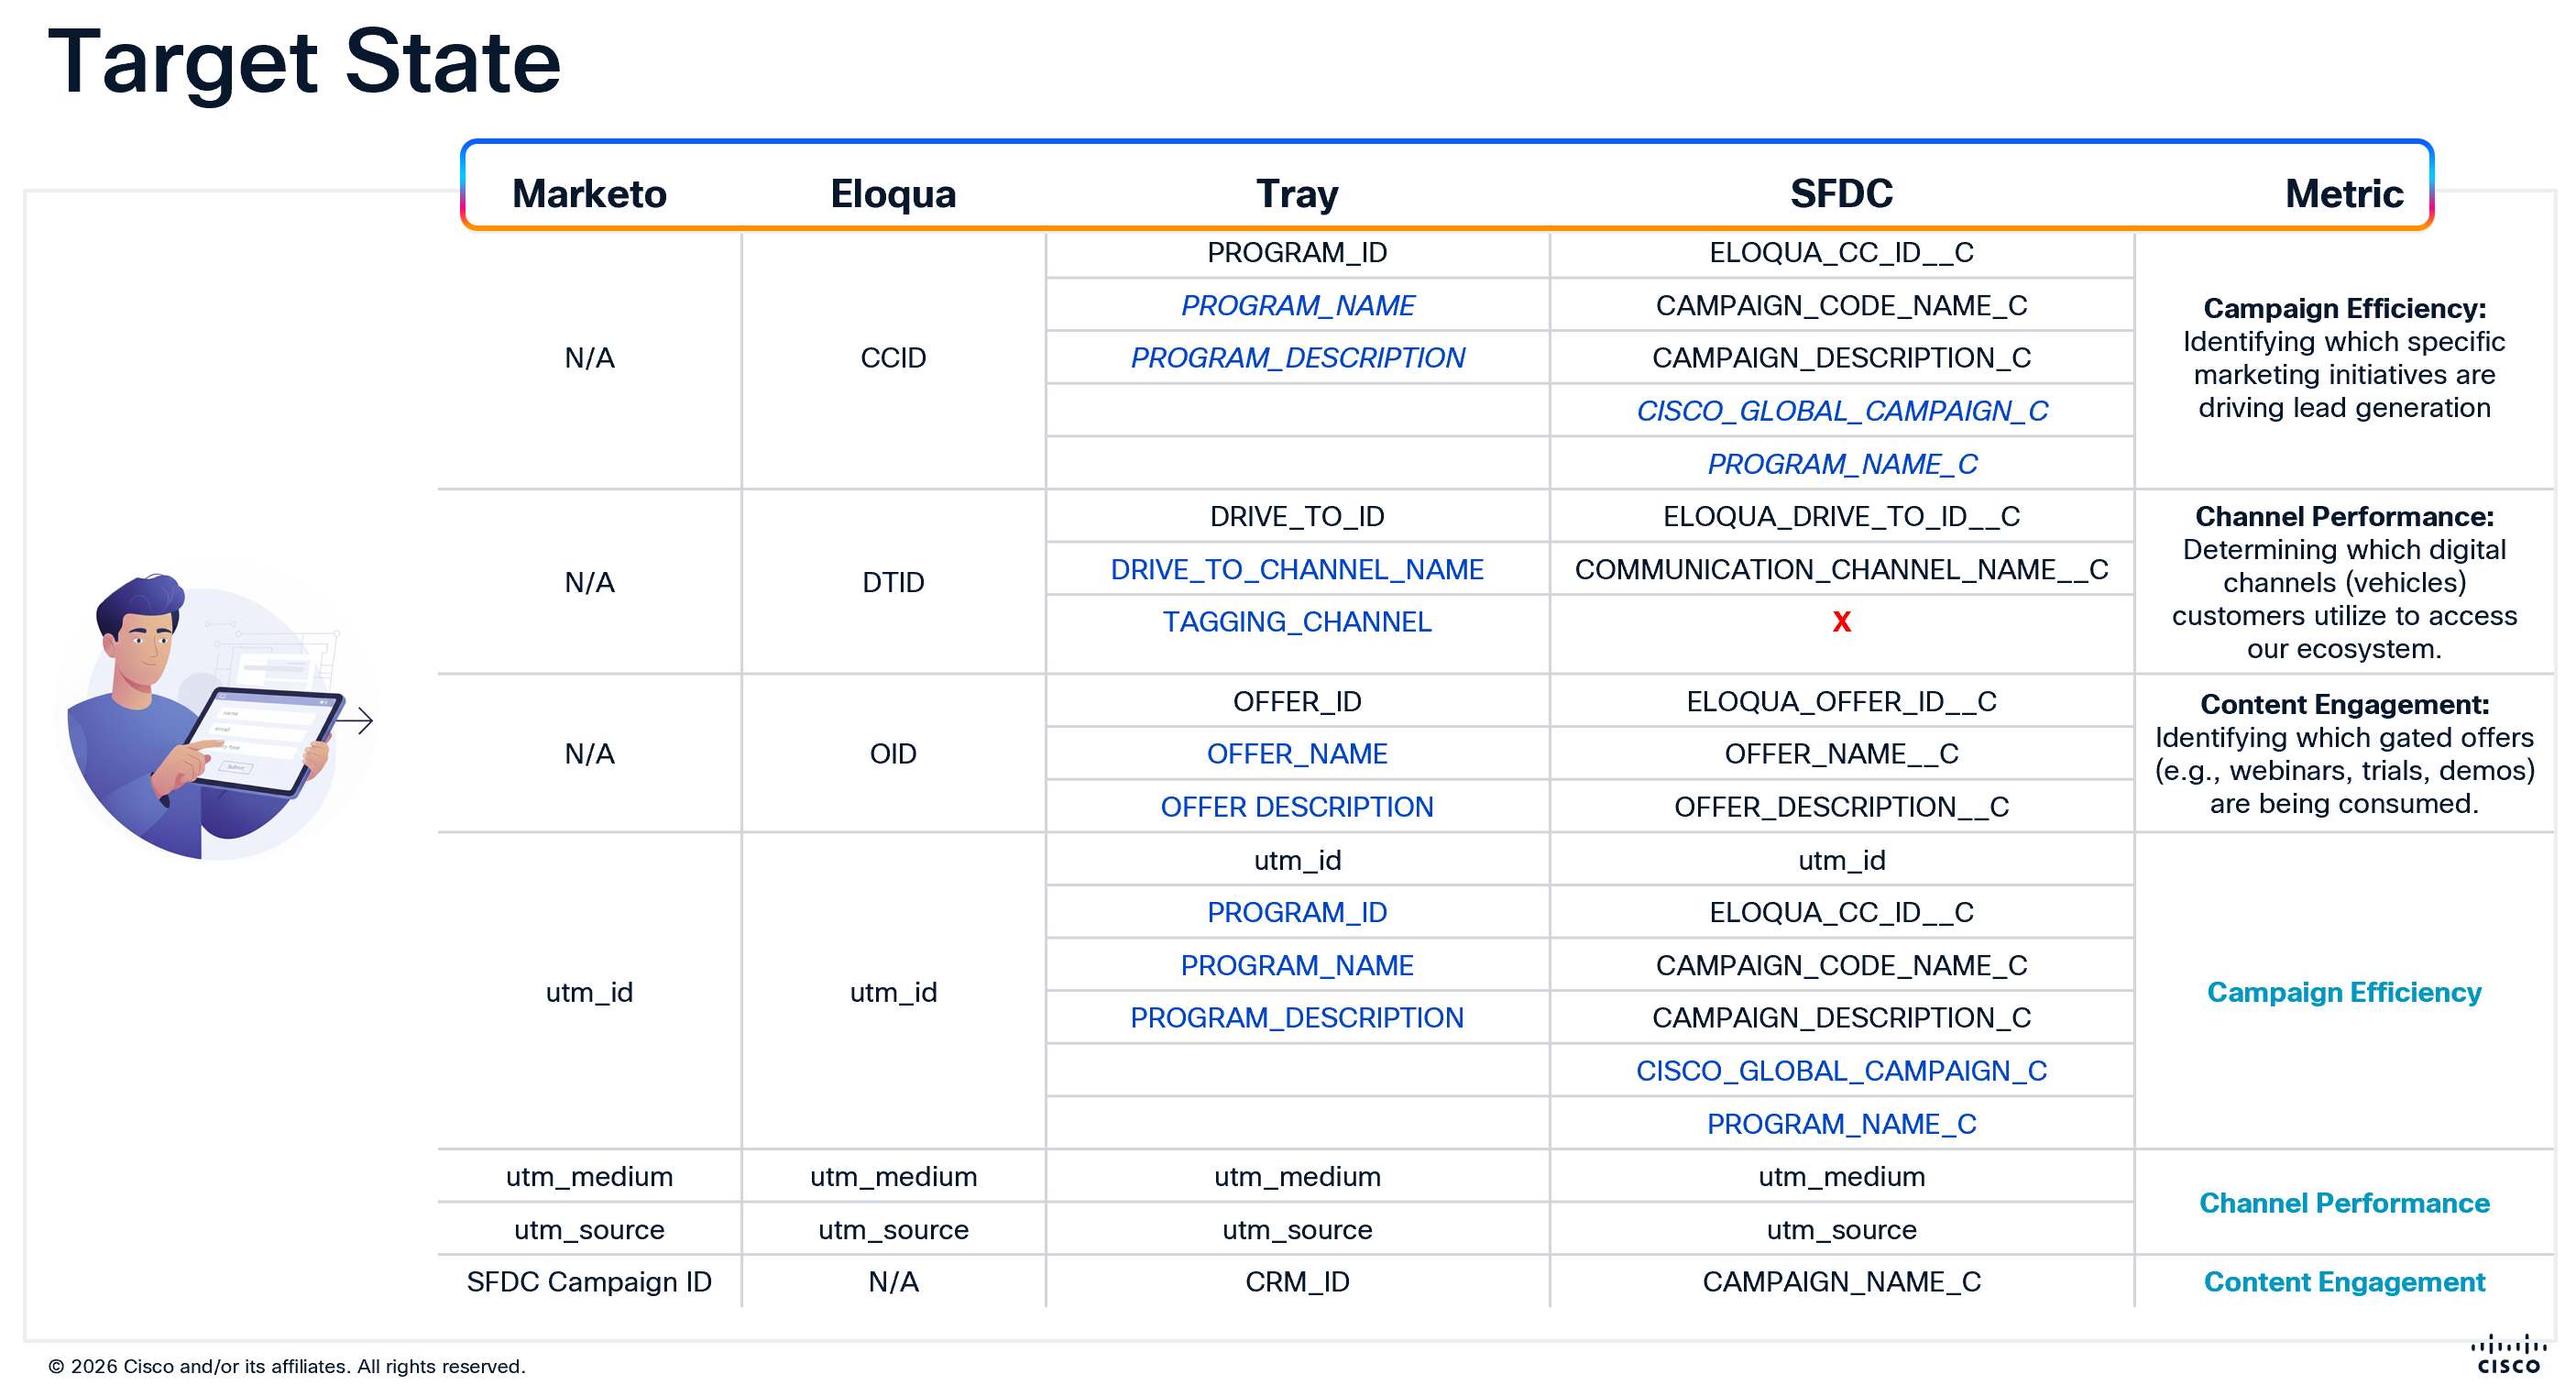 Target State
Marketo Eloqua Tray SFDC Metric
N/A CCID
PROGRAM_ID ELOQUA_CC_ID__C
PROGRAM_NAME CAMPAIGN_CODE_NAME_C
PROGRAM_DESCRIPTION CAMPAIGN_DESCRIPTION_C
CISCO_GLOBAL_CAMPAIGN_C
PROGRAM_NAME_C
Campaign Efficiency:
Identifying which specific
marketing initiatives are
driving lead generation
N/A DTID
DRIVE_TO_ID ELOQUA_DRIVE_TO_ID__C
DRIVE_TO_CHANNEL_NAME COMMUNICATION_CHANNEL_NAME__C
TAGGING_CHANNEL X
Channel Performance:
Determining which digital
channels (vehicles)
customers utilize to access
our ecosystem.
N/A OID
OFFER_ID ELOQUA_OFFER_ID__C
OFFER_NAME OFFER_NAME__C
OFFER DESCRIPTION OFFER_DESCRIPTION__C
Content Engagement:
Identifying which gated offers
(e.g., webinars, trials, demos)
are being consumed.
utm_id utm_id
utm_id utm_id
PROGRAM_ID ELOQUA_CC_ID__C
PROGRAM_NAME CAMPAIGN_CODE_NAME_C
PROGRAM_DESCRIPTION CAMPAIGN_DESCRIPTION_C
CISCO_GLOBAL_CAMPAIGN_C
PROGRAM_NAME_C
Campaign Efficiency
utm_medium utm_medium utm_medium utm_medium
utm_source utm_source utm_source utm_source
Channel Performance
SFDC Campaign ID N/A CRM_ID CAMPAIGN_NAME_C Content Engagement
name
email
Submit
© 2026 Cisco and/or its affiliates. All rights reserved.
CISCO